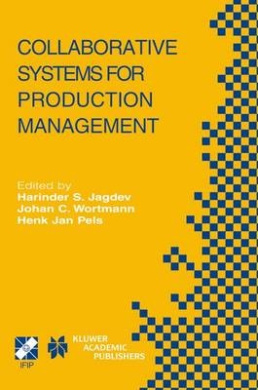 COLLABORATIVE
SYSTEMS FOR
PRODUCTION
MANAGEMENT
Edited by
Harinder S. Jagdev
Johan C. Wortmann
Henk Jan Pels
IFIP
KLUWER
ACADEMIC
PUBLISHERS